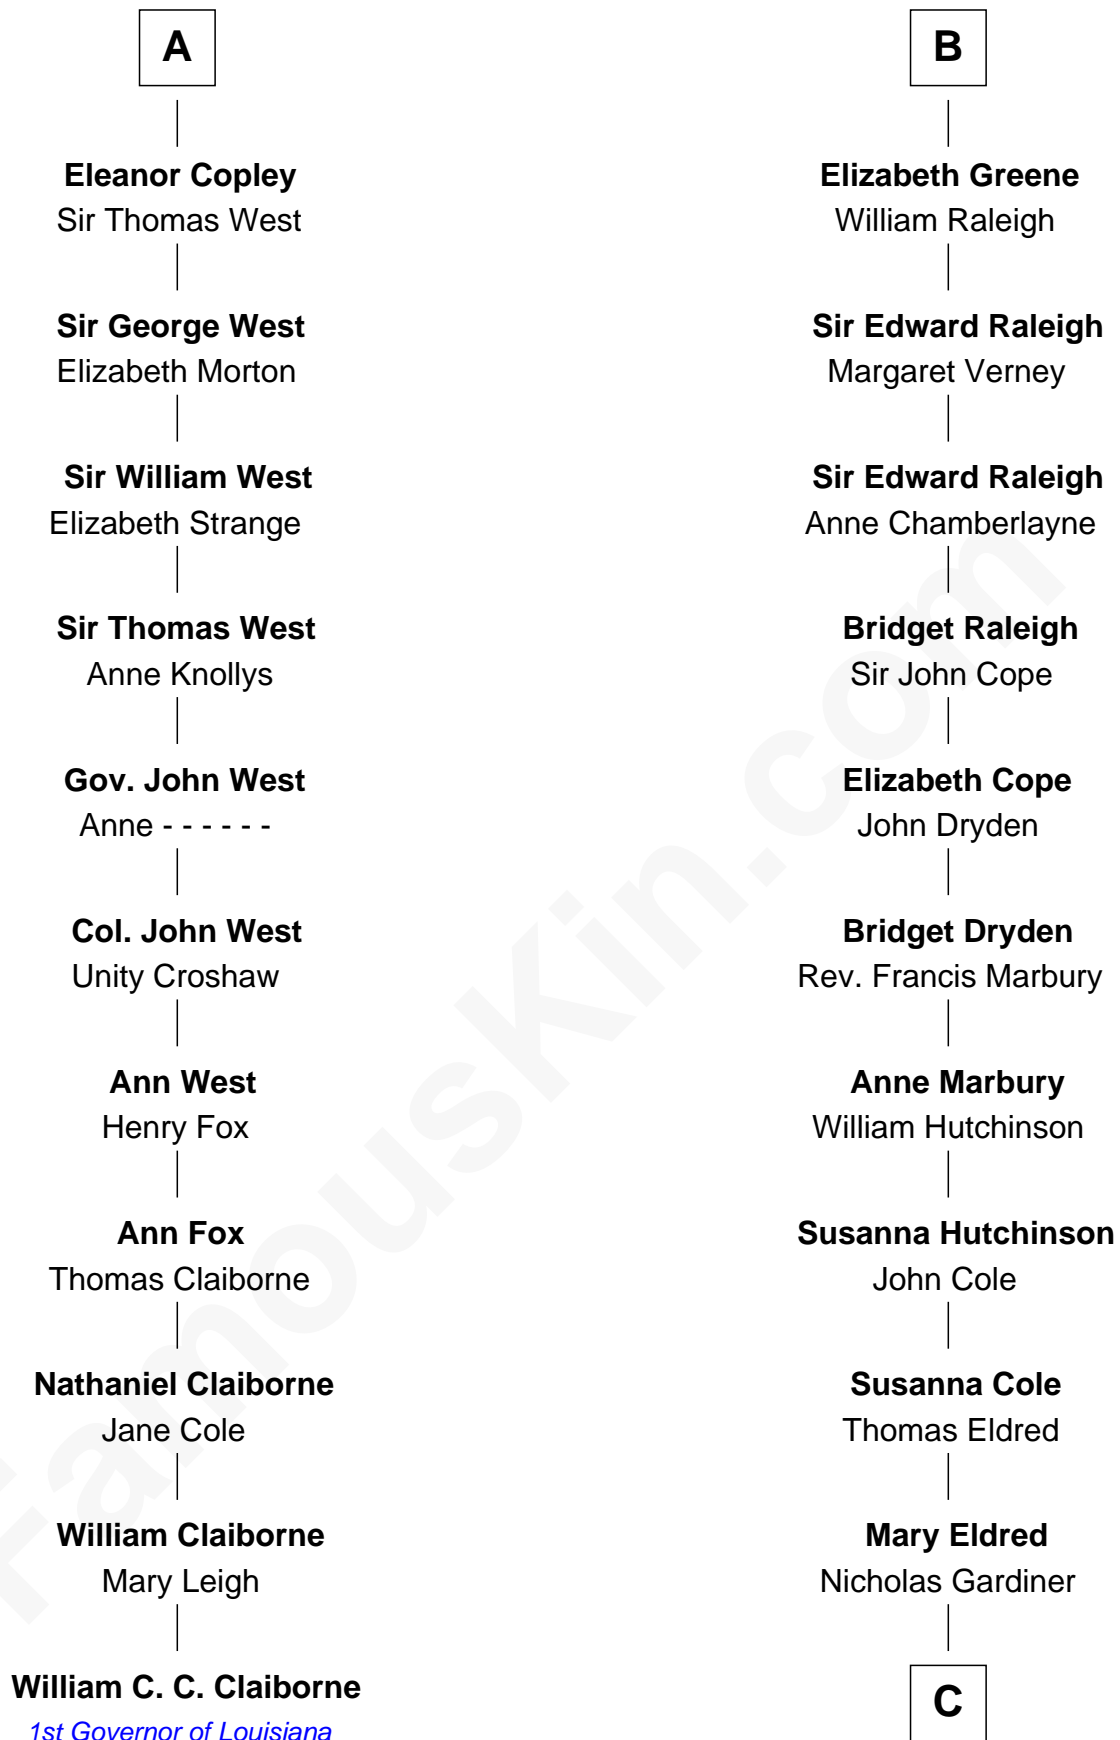 A
Eleanor Copley
Sir Thomas West
Sir George West
Elizabeth Morton
Sir William West
Elizabeth Strange
Sir Thomas West
Anne Knollys
Gov. John West
Anne - - - - - -
Col. John West
Unity Croshaw
Ann West
Henry Fox
Ann Fox
Thomas Claiborne
Nathaniel Claiborne
Jane Cole
William Claiborne
Mary Leigh
William C. C. Claiborne
1st Governor of Louisiana
B
Elizabeth Greene
William Raleigh
Sir Edward Raleigh
Margaret Verney
Sir Edward Raleigh
Anne Chamberlayne
Bridget Raleigh
Sir John Cope
Elizabeth Cope
John Dryden
Bridget Dryden
Rev. Francis Marbury
Anne Marbury
William Hutchinson
Susanna Hutchinson
John Cole
Susanna Cole
Thomas Eldred
Mary Eldred
Nicholas Gardiner
C
FamousKin.com